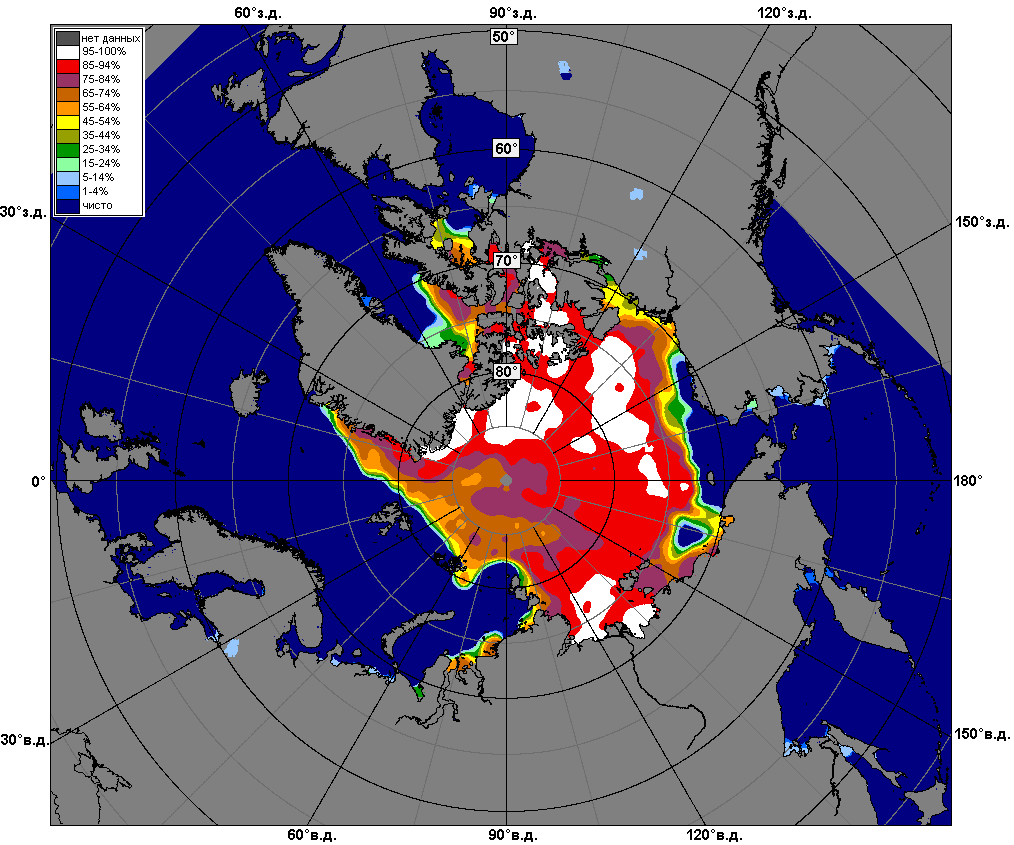 60°з.д.
90°з.д.
120°з.д.
50°
нет данных
95-100%
85-94%
75-84%
65-74%
55-64%
45-54%
35-44%
25-34%
15-24%
5-14%
1-4%
чисто
60°
30°з.д.
150°з.д.
70°
80°
0°
180°
30°в.д.
150°в.д.
60°в.д.
90°в.д.
120°в.д.